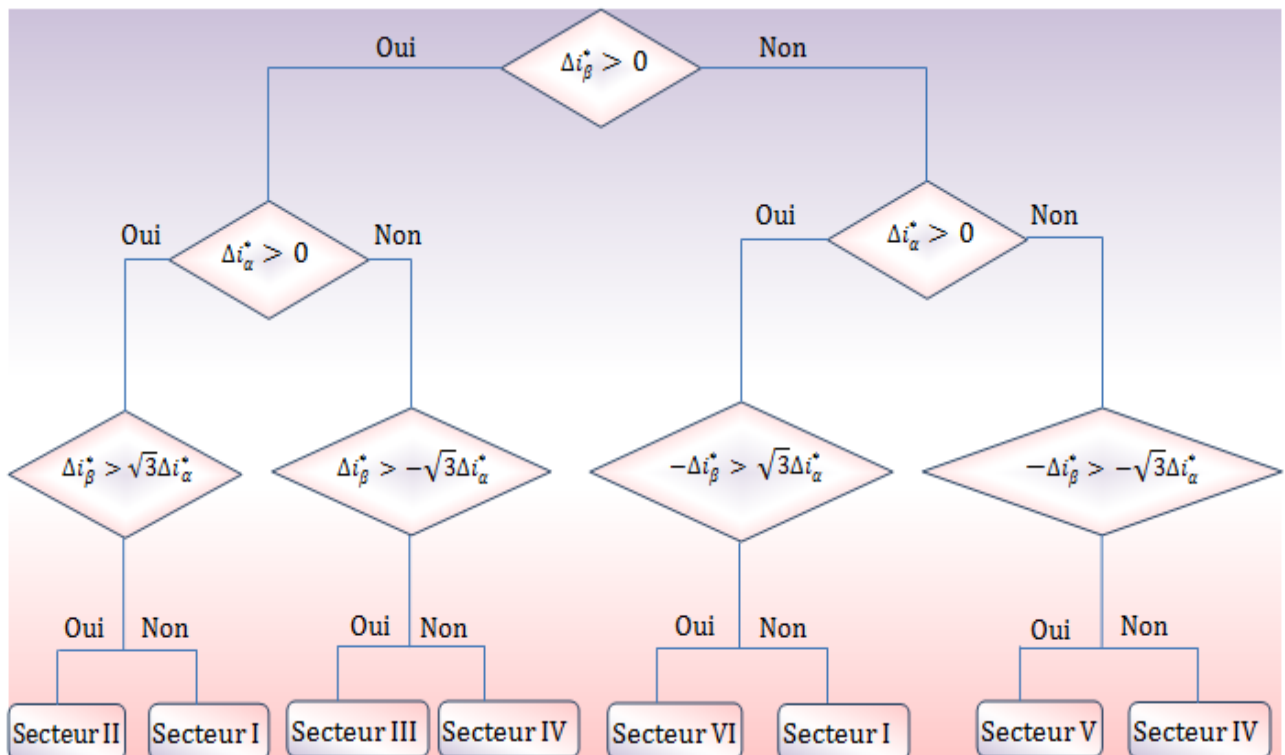 Oui
Δi*β > 0
Non
Oui
Δi*α > 0
Non
Oui
Δi*α > 0
Non
Δi*β > √3Δi*α
Δi*β > −√3Δi*α
−Δi*β > √3Δi*α
−Δi*β > −√3Δi*α
Oui
Non
Oui
Non
Oui
Non
Oui
Non
Secteur II
Secteur I
Secteur III
Secteur IV
Secteur VI
Secteur I
Secteur V
Secteur IV